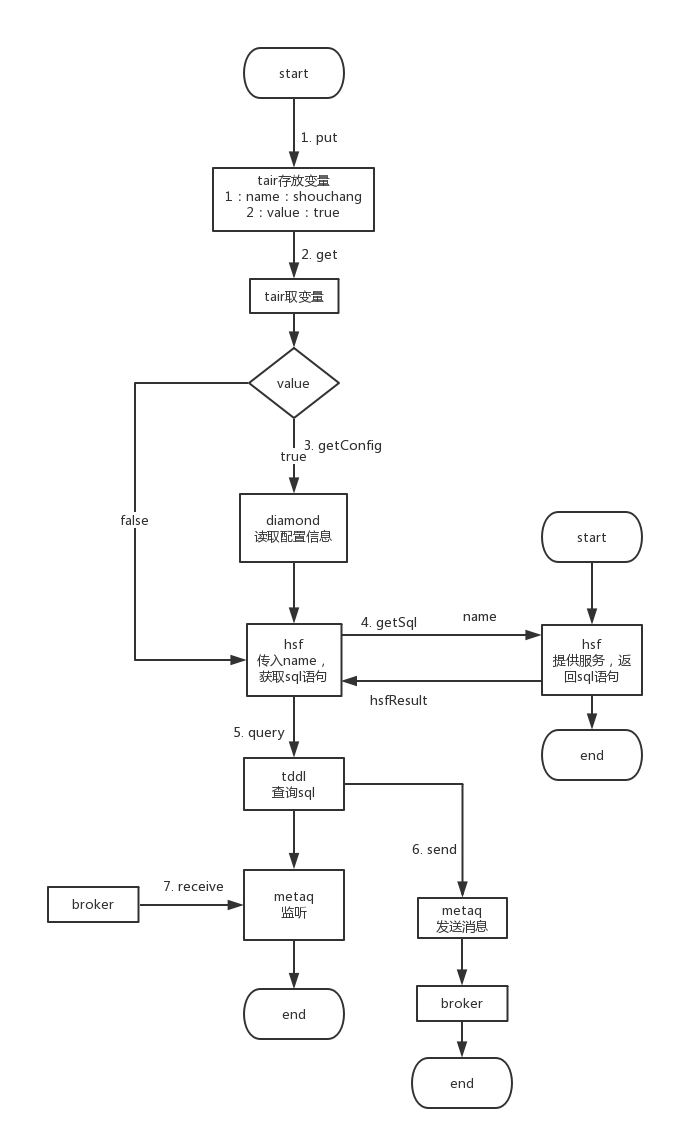 start
1. put
tair存放变量
1：name：shouchang
2：value：true
2. get
tair取变量
value
3. getConfig
true
false
diamond
读取配置信息
start
hsf
传入name，
获取sql语句
4. getSql
name
hsf
提供服务，返
回sql语句
hsfResult
5. query
end
tddl
查询sql
6. send
7. receive
broker
metaq
监听
metaq
发送消息
end
broker
end